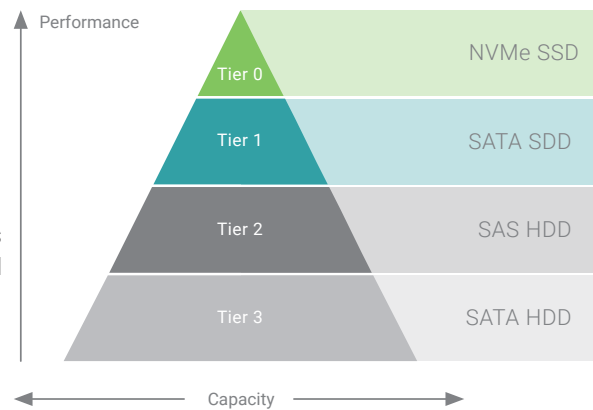 Performance
NVMe SSD
Tier 0
Tier 1
SATA SDD
Tier 2
SAS HDD
Tier 3
SATA HDD
Capacity